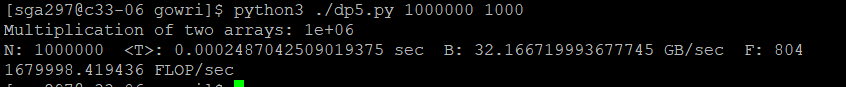 [sga297@c33-06 gowri]$ python3 ./dp5.py 1000000 1000
Multiplication of two arrays: 1e+06
N: 1000000  <T>: 0.0002487042509019375 sec  B: 32.166719993677745 GB/sec  F: 804
1679998.419436 FLOP/sec